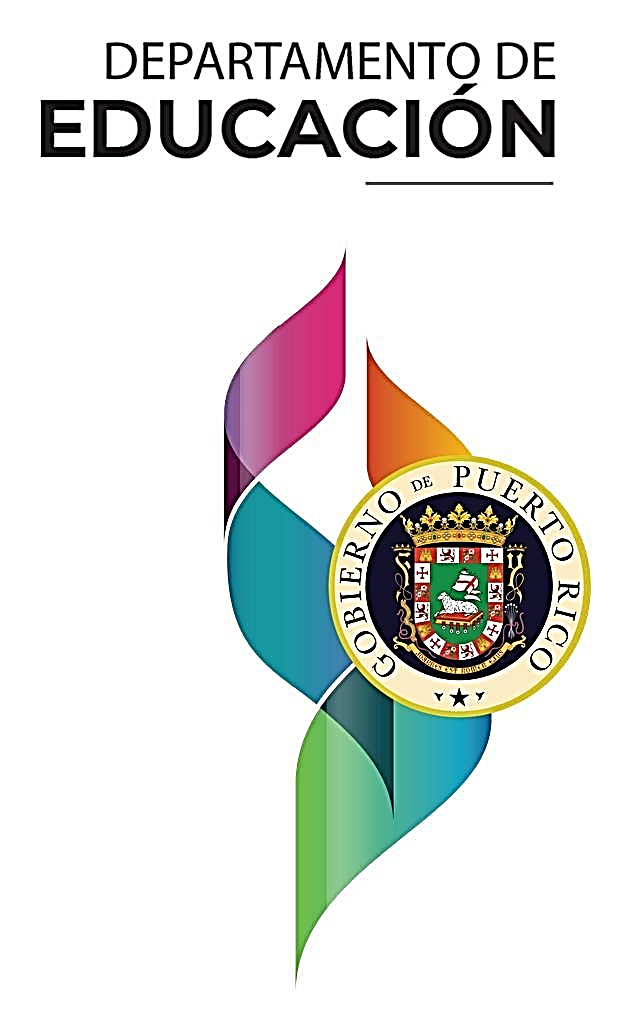 DEPARTAMENTO DE
EDUCACIÓN
GOBIERNO DE PUERTO RICO